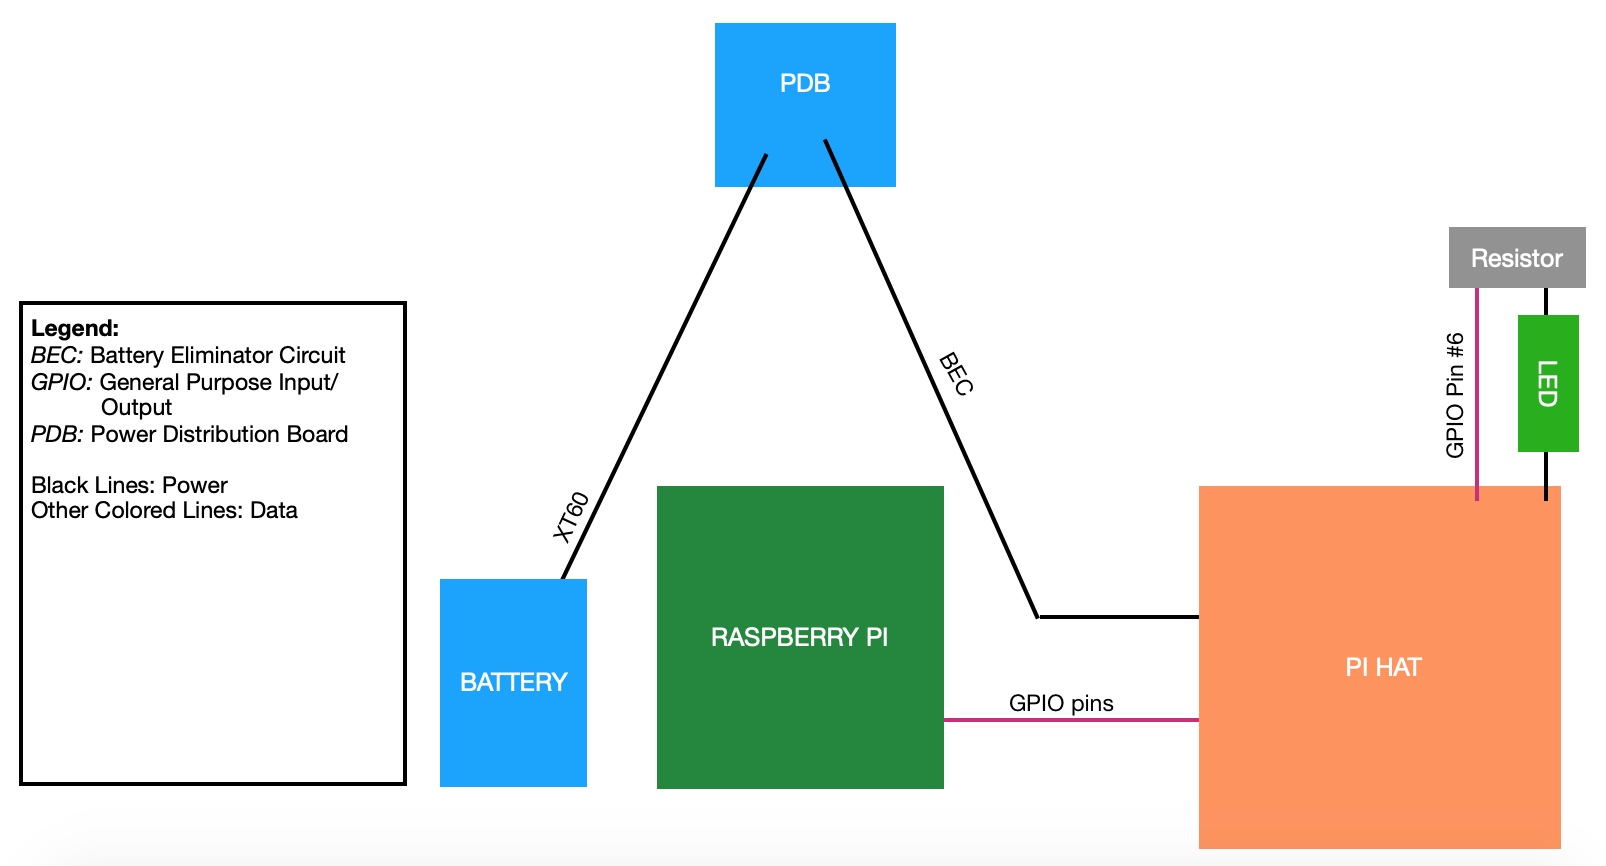 PDB
Resistor
GPIO Pin #6
LED
BEC
XT60
Legend:
BEC: Battery Eliminator Circuit
GPIO: General Purpose Input/
Output
PDB: Power Distribution Board
Black Lines: Power
Other Colored Lines: Data
BATTERY
RASPBERRY PI
GPIO pins
PI HAT